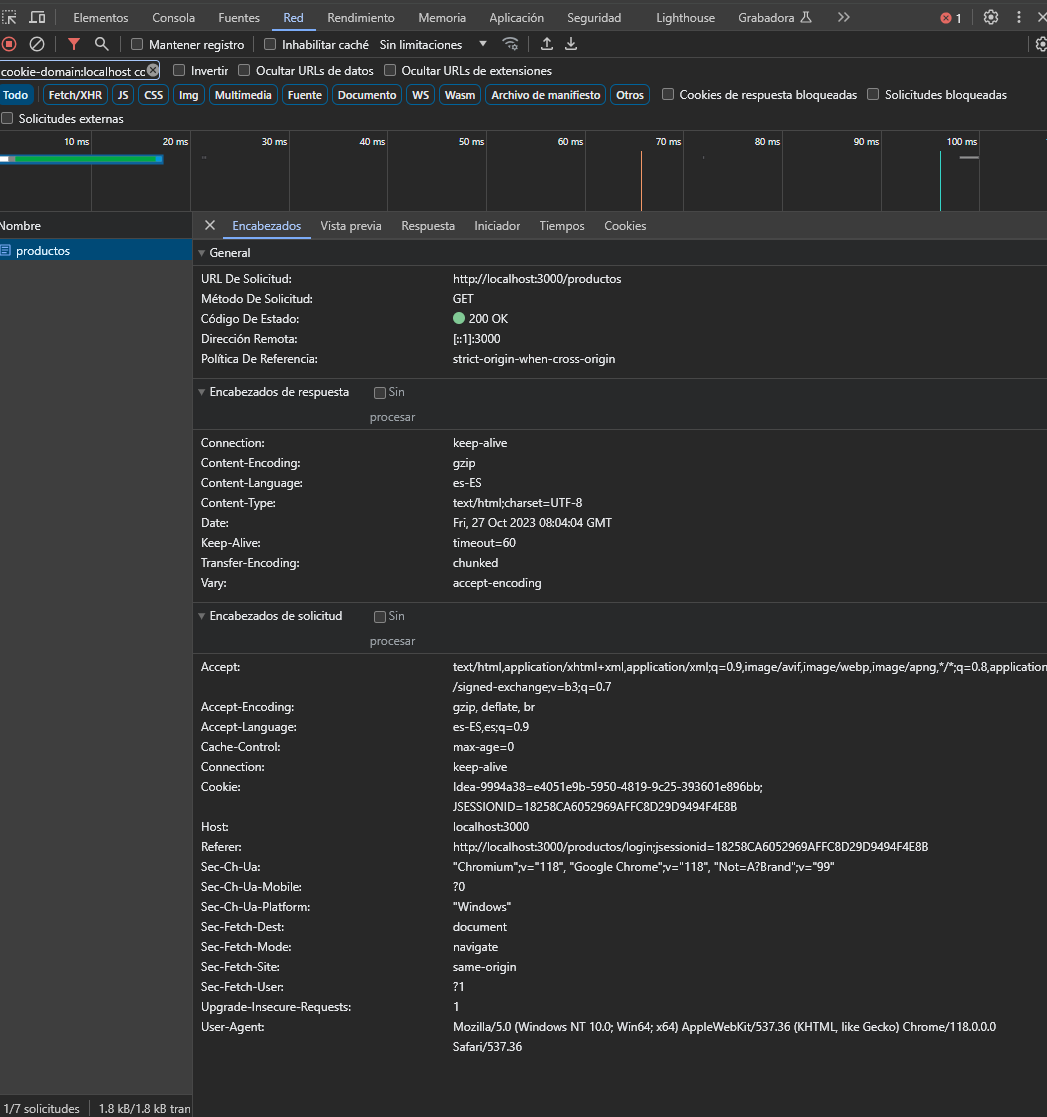 Elementos Consola Fuentes Red Rendimiento Memoria Aplicación Seguridad Lighthouse Grabadora 1
Mantener registro Inhabilitar caché Sin limitaciones
cookie-domain:localhost Invertir Ocultar URLs de datos Ocultar URLs de extensiones
Todo Fetch/XHR JS CSS Img Multimedia Fuente Documento WS Wasm Archivo de manifiesto Otros Cookies de respuesta bloqueadas Solicitudes bloqueadas
Solicitudes externas
10 ms 20 ms 30 ms 40 ms 50 ms 60 ms 70 ms 80 ms 90 ms 100 ms
Nombre
productos
Encabezados Vista previa Respuesta Iniciador Tiempos Cookies
General
URL De Solicitud: http://localhost:3000/productos
Método De Solicitud: GET
Código De Estado: 200 OK
Dirección Remota: [::1]:3000
Política De Referencia: strict-origin-when-cross-origin
Encabezados de respuesta Sin
procesar
Connection: keep-alive
Content-Encoding: gzip
Content-Language: es-ES
Content-Type: text/html;charset=UTF-8
Date: Fri, 27 Oct 2023 08:04:04 GMT
Keep-Alive: timeout=60
Transfer-Encoding: chunked
Vary: accept-encoding
Encabezados de solicitud Sin
procesar
Accept: text/html,application/xhtml+xml,application/xml;q=0.9,image/avif,image/webp,image/apng,*/*;q=0.8,application
/signed-exchange;v=b3;q=0.7
Accept-Encoding: gzip, deflate, br
Accept-Language: es-ES,es;q=0.9
Cache-Control: max-age=0
Connection: keep-alive
Cookie: Idea-9994a38=e4051e9b-5950-4819-9c25-393601e896bb;
JSESSIONID=18258CA6052969AFFC8D29D9494F4E8B
Host: localhost:3000
Referer: http://localhost:3000/productos/login;jsessionid=18258CA6052969AFFC8D29D9494F4E8B
Sec-Ch-Ua: "Chromium";v="118", "Google Chrome";v="118", "Not=A?Brand";v="99"
Sec-Ch-Ua-Mobile: ?0
Sec-Ch-Ua-Platform: "Windows"
Sec-Fetch-Dest: document
Sec-Fetch-Mode: navigate
Sec-Fetch-Site: same-origin
Sec-Fetch-User: ?1
Upgrade-Insecure-Requests: 1
User-Agent: Mozilla/5.0 (Windows NT 10.0; Win64; x64) AppleWebKit/537.36 (KHTML, like Gecko) Chrome/118.0.0.0
Safari/537.36
1/7 solicitudes 1.8 kB/1.8 kB tran